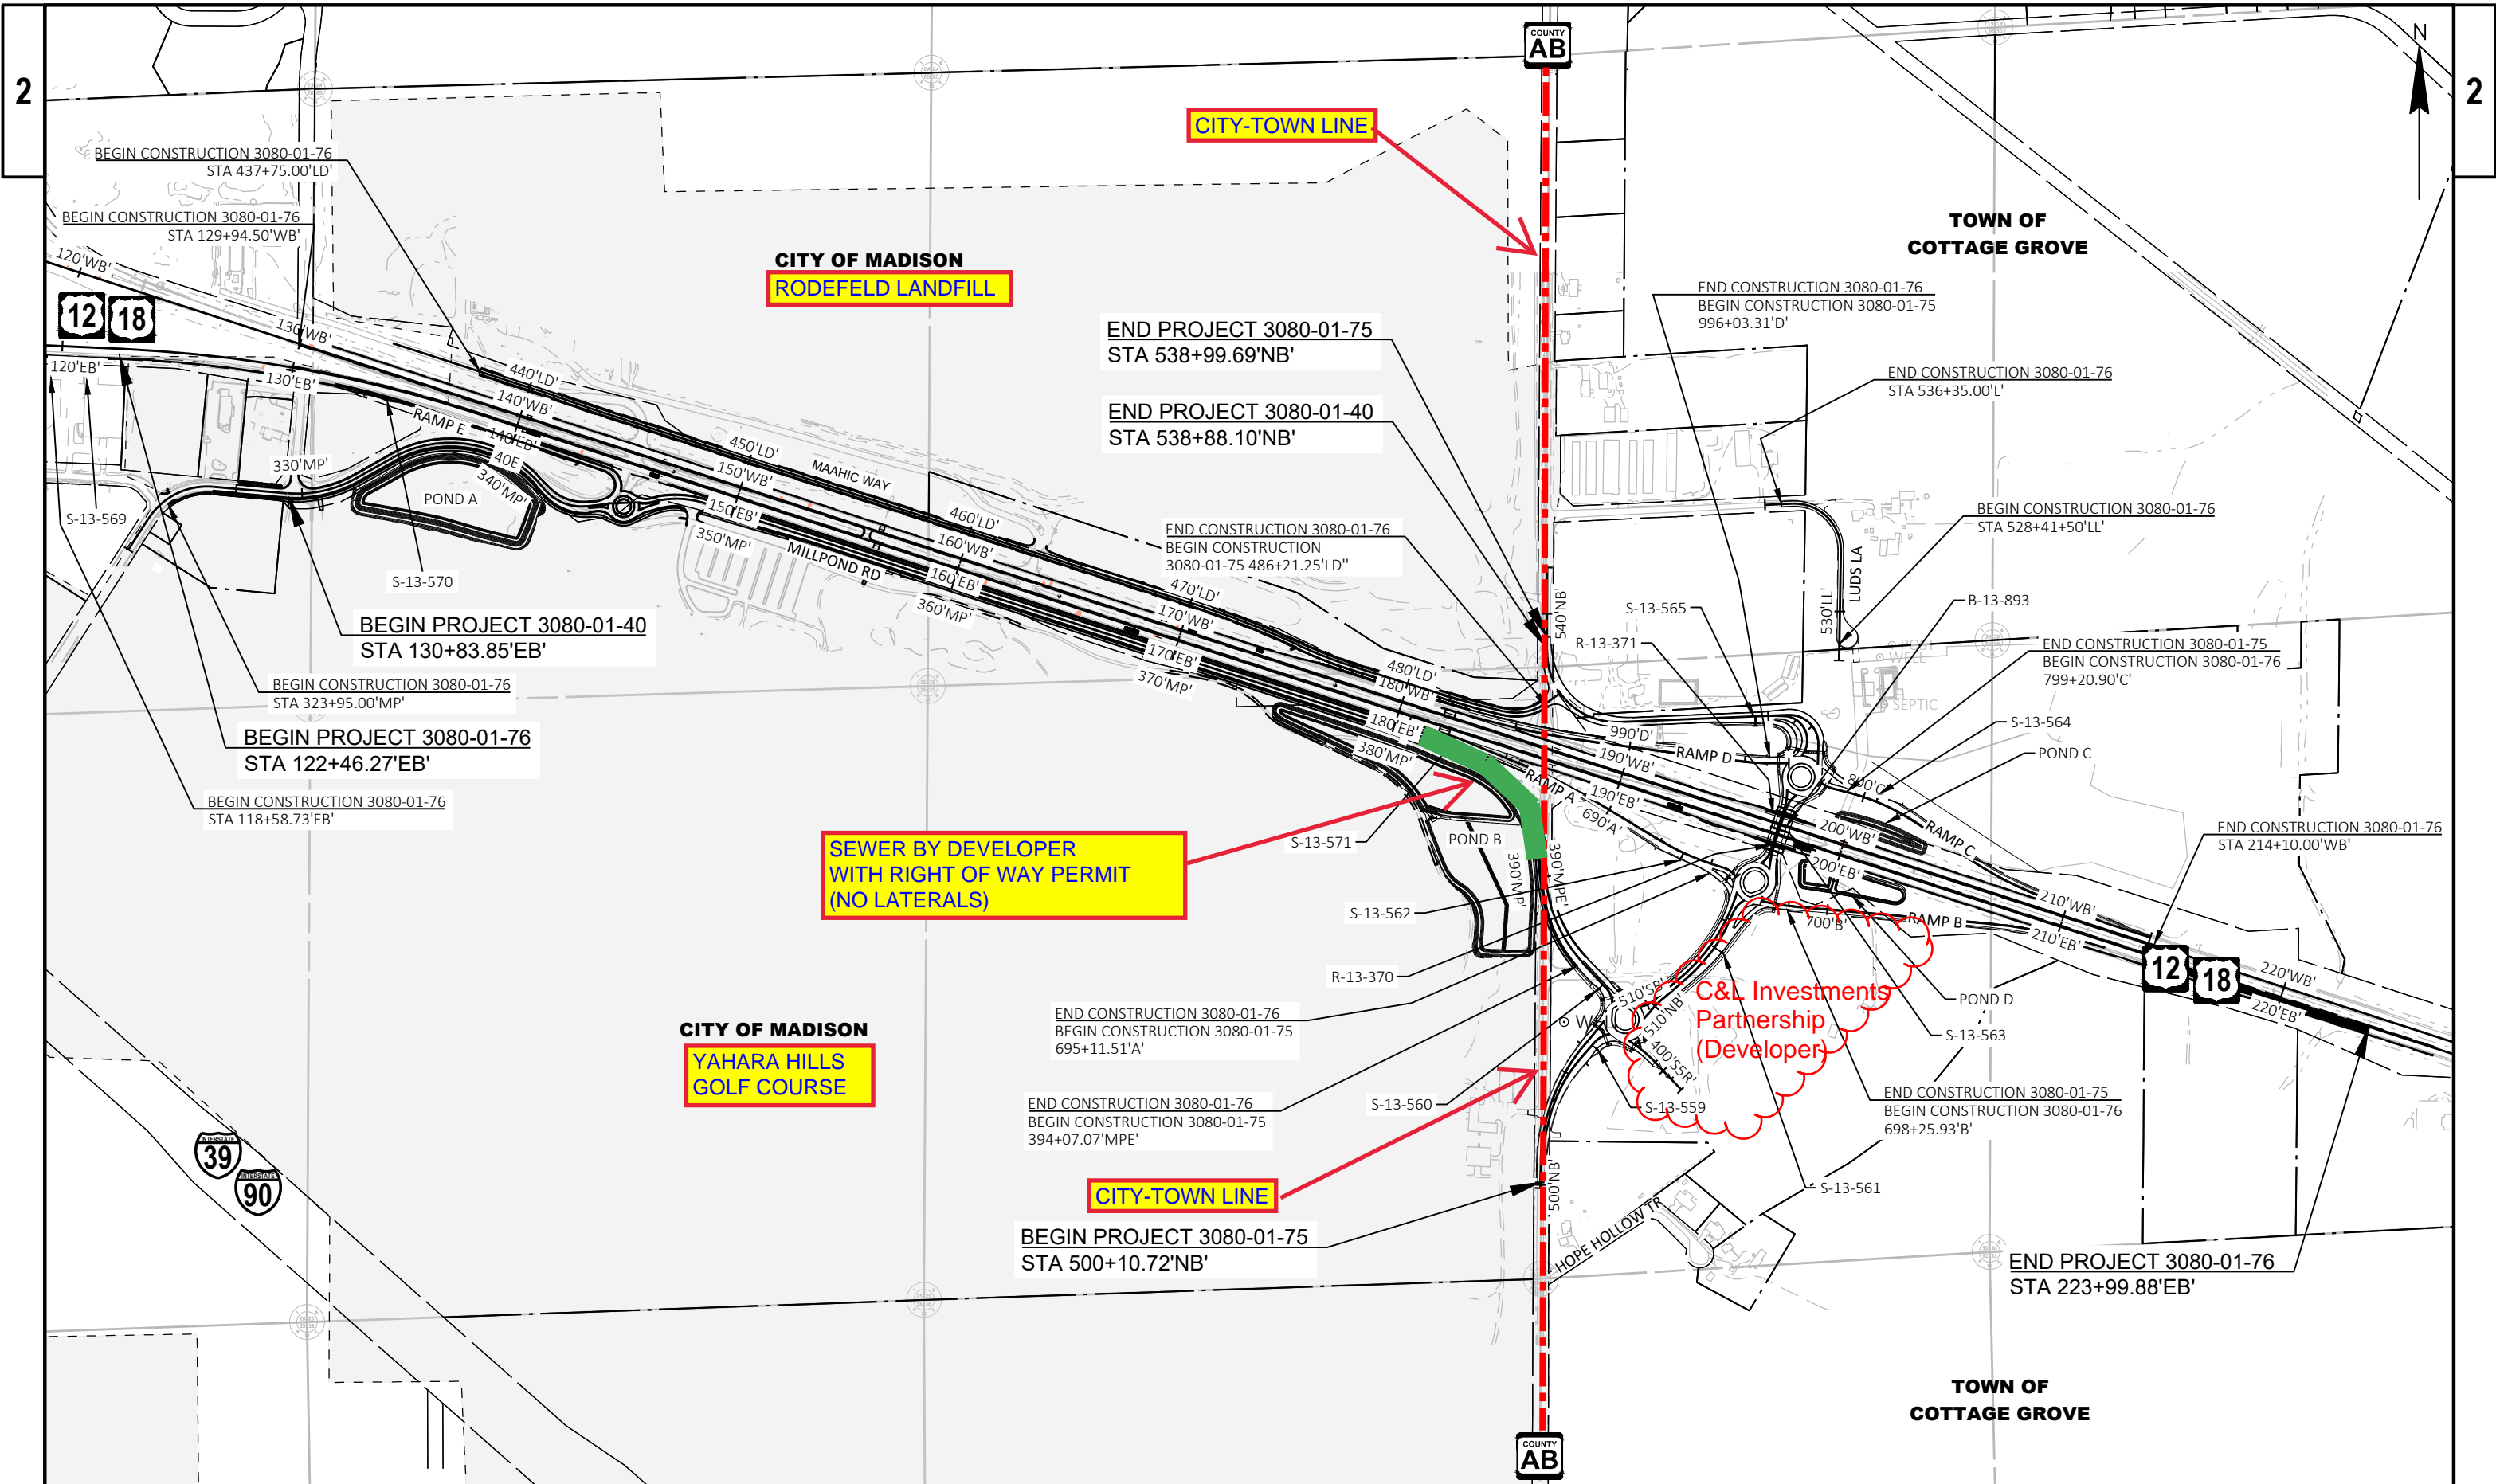 2
2
COUNTY
AB
N
CITY-TOWN LINE
BEGIN CONSTRUCTION 3080-01-76
STA 437+75.00'LD'
BEGIN CONSTRUCTION 3080-01-76
STA 129+94.50'WB'
TOWN OF
COTTAGE GROVE
CITY OF MADISON
RODEFELD LANDFILL
120'WB'
12
18
130'WB'
120'EB'
130'EB'
END CONSTRUCTION 3080-01-76
BEGIN CONSTRUCTION 3080-01-75
996+03.31'D'
END PROJECT 3080-01-75
STA 538+99.69'NB'
END PROJECT 3080-01-40
STA 538+88.10'NB'
END CONSTRUCTION 3080-01-76
STA 536+35.00'L'
440'LD'
140'WB'
RAMP E
140'EB'
40E
450'LD'
150'WB'
MAAHIC WAY
330'MP'
340'MP'
POND A
S-13-569
150'EB'
350'MP'
MILLPOND RD
460'LD'
160'WB'
160'EB'
360'MP'
S-13-570
END CONSTRUCTION 3080-01-76
BEGIN CONSTRUCTION
3080-01-75 486+21.25'LD"
BEGIN CONSTRUCTION 3080-01-76
STA 528+41+50'LL'
LUDS LA
530'LL'
540'NB'
470'LD'
170'WB'
170'EB'
370'MP'
S-13-565
R-13-371
B-13-893
WELL
SEPTIC
BEGIN PROJECT 3080-01-40
STA 130+83.85'EB'
END CONSTRUCTION 3080-01-75
BEGIN CONSTRUCTION 3080-01-76
799+20.90'C'
BEGIN CONSTRUCTION 3080-01-76
STA 323+95.00'MP'
480'LD'
180'WB'
180'EB'
380'MP'
S-13-564
POND C
BEGIN PROJECT 3080-01-76
STA 122+46.27'EB'
990'D'
RAMP D
190'WB'
RAMP A
190'EB'
690'A'
800'C'
BEGIN CONSTRUCTION 3080-01-76
STA 118+58.73'EB'
200'WB'
RAMP C
200'EB'
END CONSTRUCTION 3080-01-76
STA 214+10.00'WB'
S-13-571
POND B
390'MP'
390'MPE'
SEWER BY DEVELOPER
WITH RIGHT OF WAY PERMIT
(NO LATERALS)
S-13-562
RAMP B
700'B'
210'WB'
210'EB'
R-13-370
12
18
220'WB'
220'EB'
510'SB'
510'NB'
WELL
400'S5R'
C&L Investments
Partnership
(Developer)
POND D
S-13-563
END CONSTRUCTION 3080-01-76
BEGIN CONSTRUCTION 3080-01-75
695+11.51'A'
CITY OF MADISON
YAHARA HILLS
GOLF COURSE
END CONSTRUCTION 3080-01-76
BEGIN CONSTRUCTION 3080-01-75
394+07.07'MPE'
S-13-560
S-13-559
END CONSTRUCTION 3080-01-75
BEGIN CONSTRUCTION 3080-01-76
698+25.93'B'
INTERSTATE
39
INTERSTATE
90
CITY-TOWN LINE
500'NB'
S-13-561
HOPE HOLLOW TR
BEGIN PROJECT 3080-01-75
STA 500+10.72'NB'
END PROJECT 3080-01-76
STA 223+99.88'EB'
TOWN OF
COTTAGE GROVE
COUNTY
AB